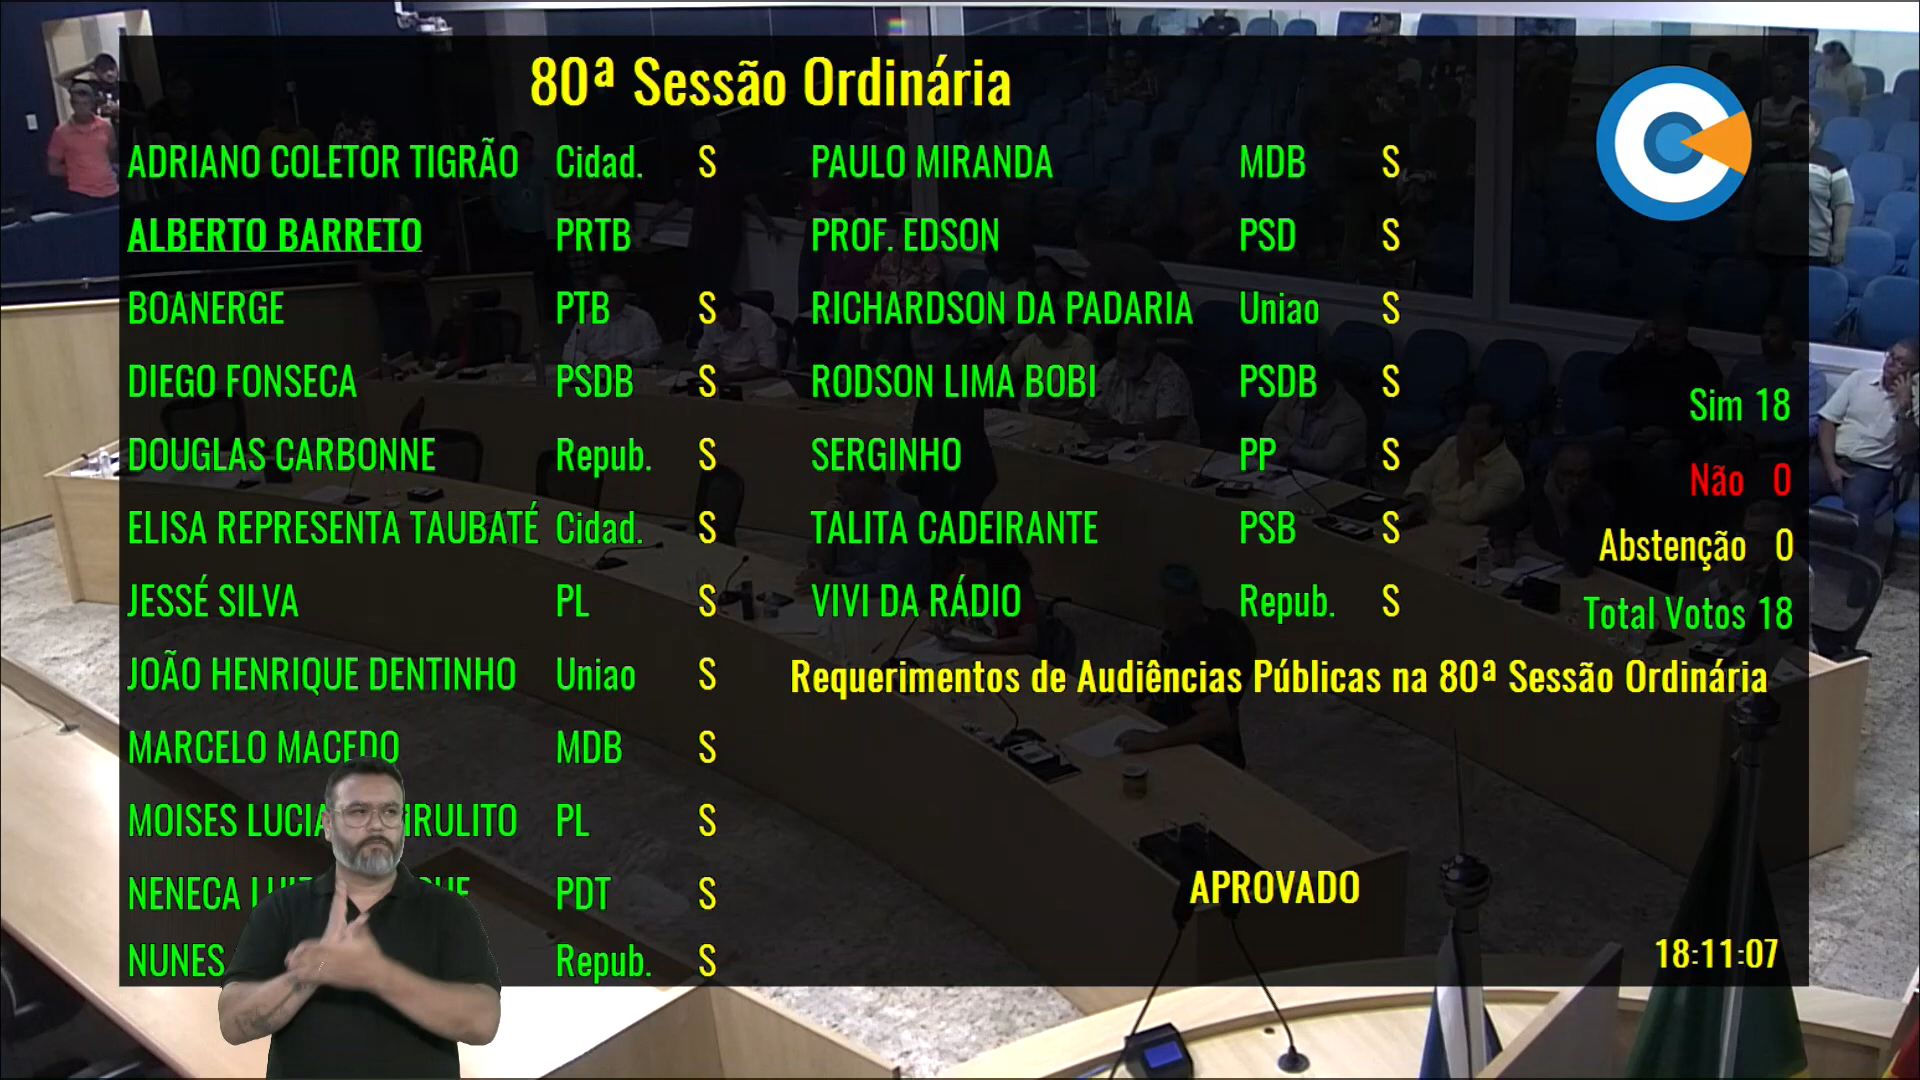 80ª Sessão Ordinária
ADRIANO COLETOR TIGRÃO Cidad. S
ALBERTO BARRETO PRTB
BOANERGE PTB S
DIEGO FONSECA PSDB S
DOUGLAS CARBONNE Repub. S
ELISA REPRESENTA TAUBATÉ Cidad. S
JESSÉ SILVA PL S
JOÃO HENRIQUE DENTINHO Uniao S
MARCELO MACEDO MDB S
MOISES PL S
NENECA PDT S
NUNES Repub. S
PAULO MIRANDA MDB S
PROF. EDSON PSD S
RICHARDSON DA PADARIA Uniao S
RODSON LIMA BOBI PSDB S
SERGINHO PP S
TALITA CADEIRANTE PSB S
VIVI DA RÁDIO Repub. S
Sim 18
Não 0
Abstenção 0
Total Votos 18
Requerimentos de Audiências Públicas na 80ª Sessão Ordinária
APROVADO
18:11:07